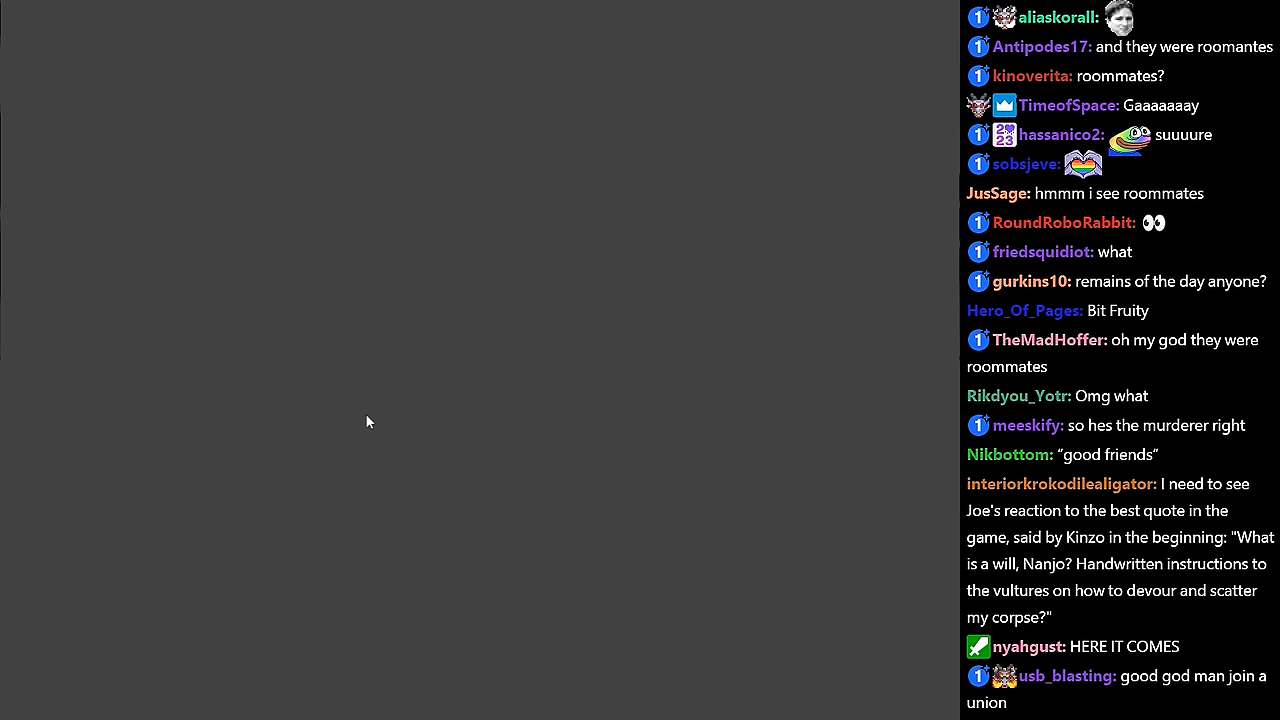 aliaskorall:
Antipodes17: and they were roomantes
kinoverita: roommates?
TimeofSpace: Gaaaaaaay
hassanico2: suuuure
sobsjeve:
JusSage: hmmm i see roommates
RoundRoboRabbit:
friedsquidiot: what
gurkins10: remains of the day anyone?
Hero_Of_Pages: Bit Fruity
TheMadHoffer: oh my god they were
roommates
Rikdyou_Yotr: Omg what
meeskify: so hes the murderer right
Nikbottom: “good friends”
interiorkrokodilealigator: I need to see
Joe's reaction to the best quote in the
game, said by Kinzo in the beginning: "What
is a will, Nanjo? Handwritten instructions to
the vultures on how to devour and scatter
my corpse?"
nyahgust: HERE IT COMES
usb_blasting: good god man join a
union